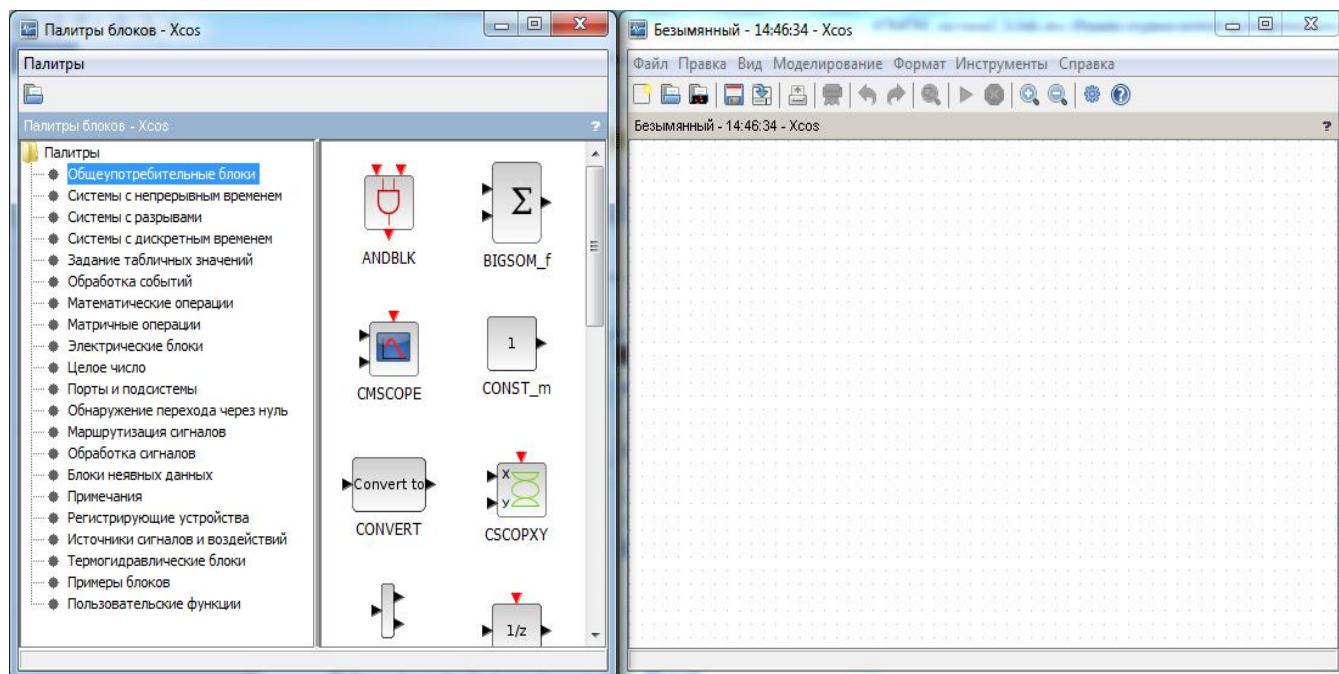 Палитры блоков - Xcos
Палитры
Палитры блоков - Xcos
?
Палитры
Общеупотребительные блоки
Системы с непрерывным временем
Системы с разрывами
Системы с дискретным временем
Задание табличных значений
Обработка событий
Математические операции
Матричные операции
Электрические блоки
Целое число
Порты и подсистемы
Обнаружение перехода через нуль
Маршрутизация сигналов
Обработка сигналов
Блоки неявных данных
Примечания
Регистрирующие устройства
Источники сигналов и воздействий
Термогидравлические блоки
Примеры блоков
Пользовательские функции
ANDBLK
Σ
BIGSOM_f
CMSCOPE
1
CONST_m
Convert to
CONVERT
X
y
CSCOPXY
1/z
Безымянный - 14:46:34 - Xcos
Файл Правка Вид Моделирование Формат Инструменты Справка
Безымянный - 14:46:34 - Xcos
?